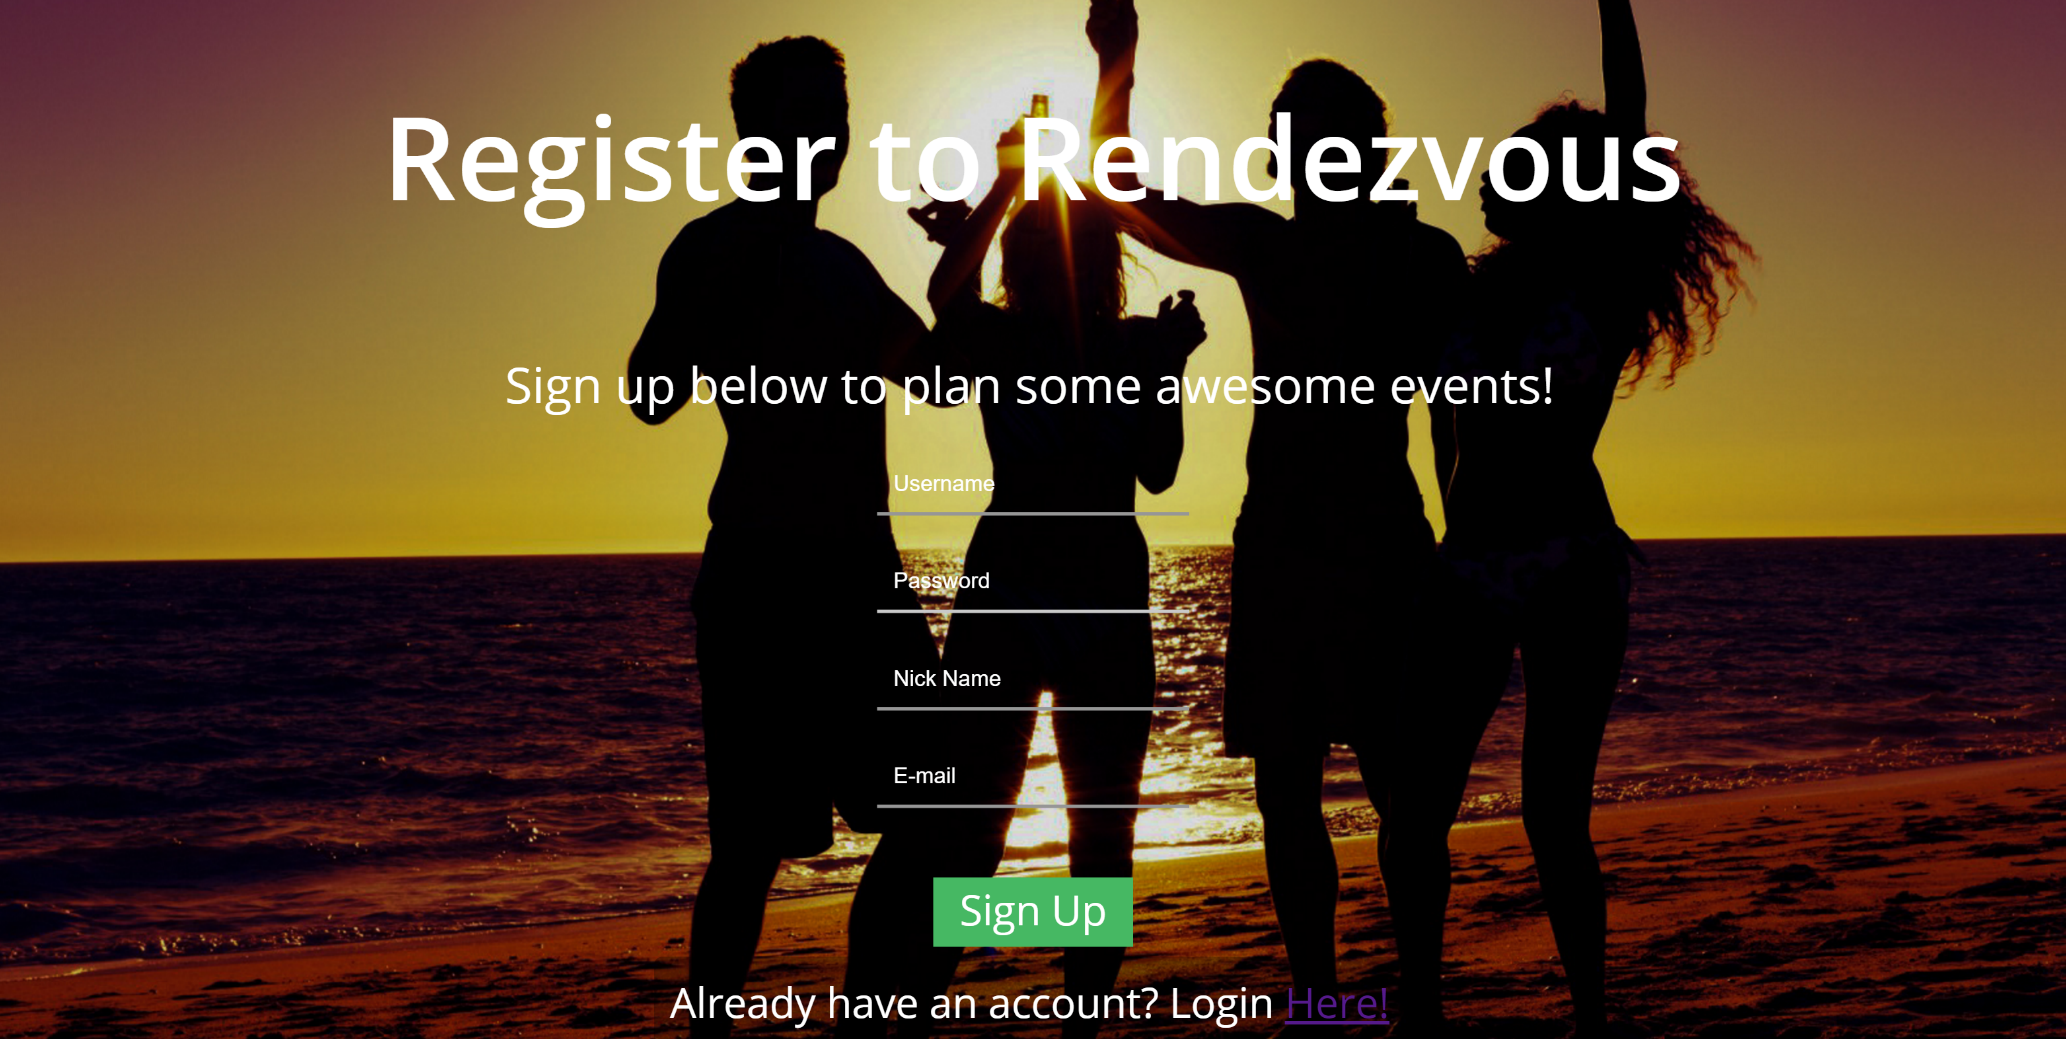 Register to Rendezvous
Sign up below to plan some awesome events!
Username
Password
Nick Name
E-mail
Sign Up
Already have an account? Login Here!